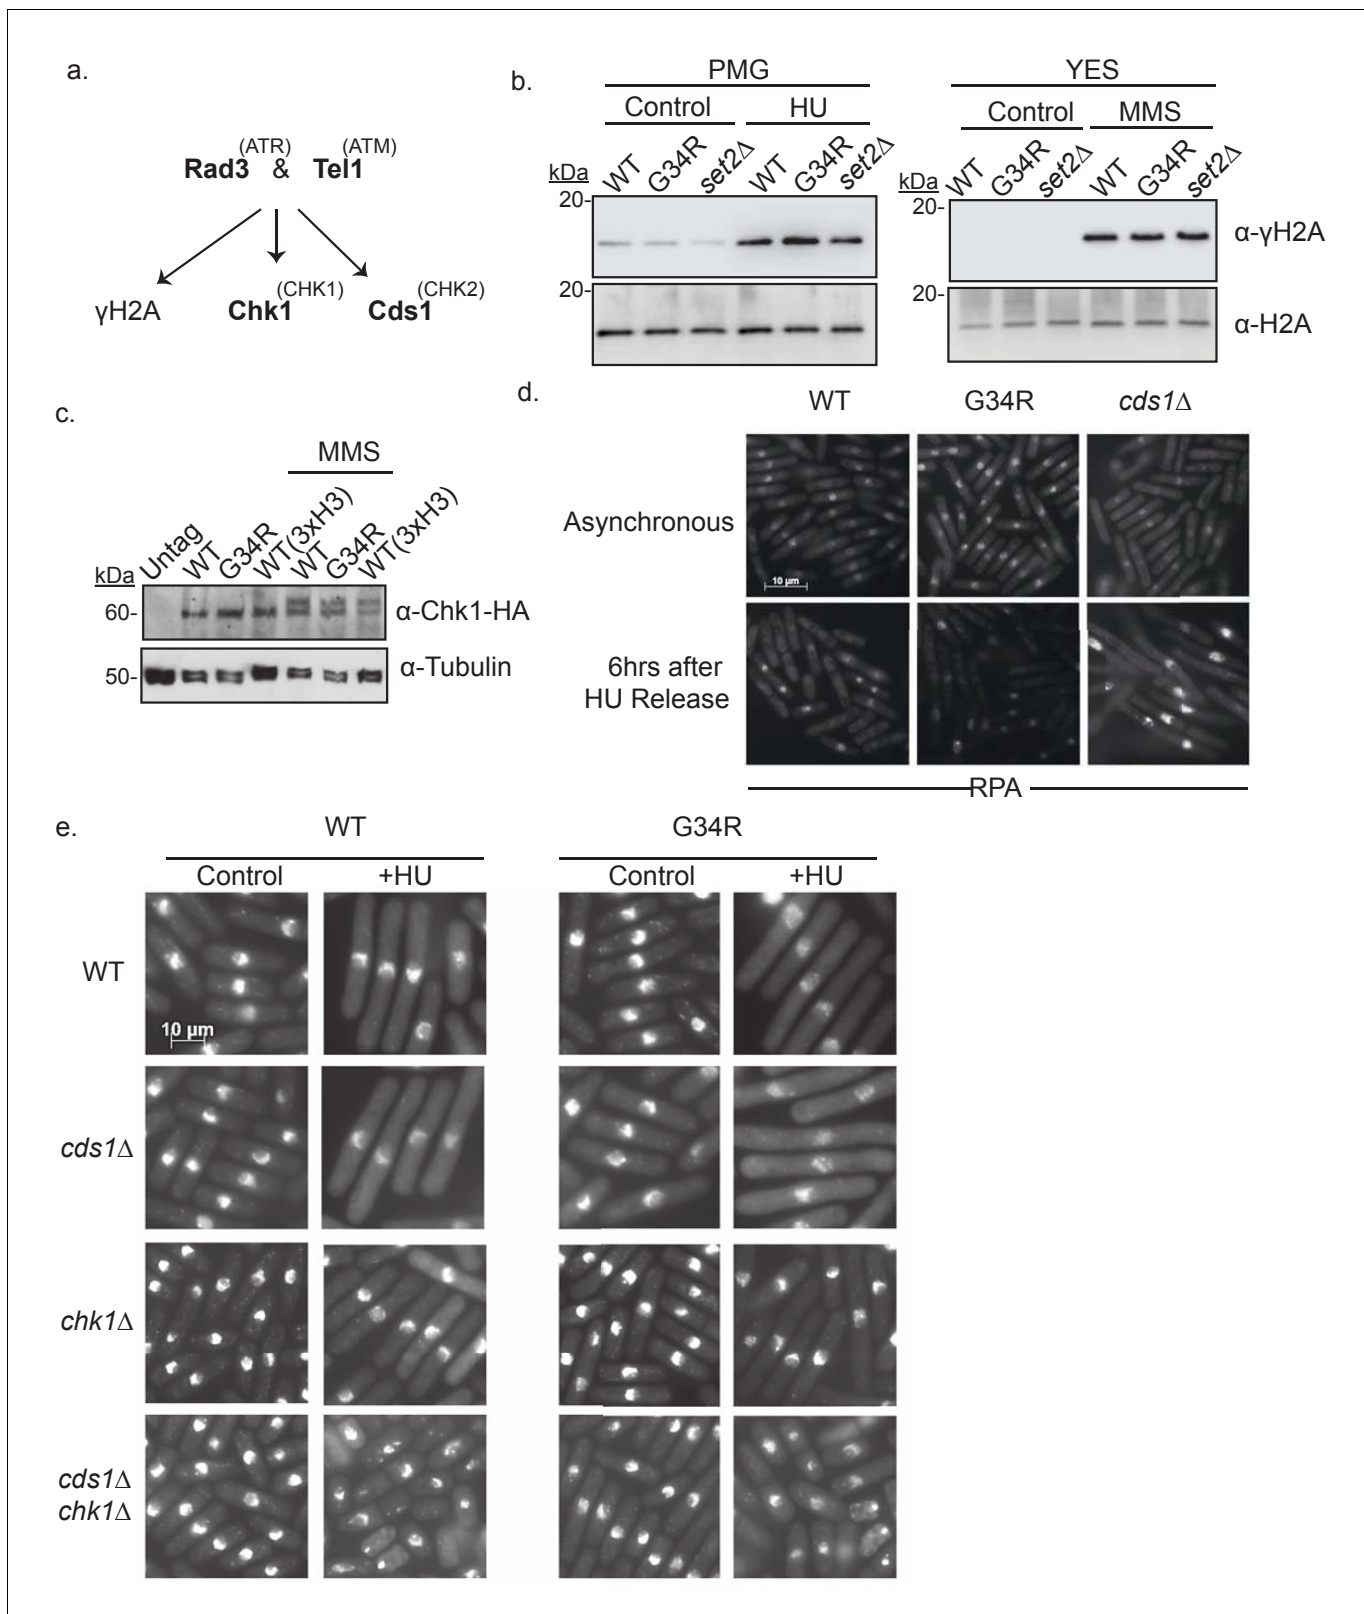 a.
(ATR) (ATM)
Rad3 & Tel1
(CHK1) (CHK2)
γH2A Chk1 Cds1
b.
PMG YES
Control HU Control MMS
kDa WT G34R set2Δ WT G34R set2Δ
kDa WT G34R set2Δ WT G34R set2Δ
20- 20- α-γH2A
20- 20- α-H2A
c.
MMS
kDa Untag WT G34R WT(3xH3) WT G34R WT(3xH3)
60- α-Chk1-HA
50- α-Tubulin
d.
WT G34R cds1Δ
Asynchronous
10 μm
6hrs after
HU Release
RPA
e.
WT G34R
Control +HU Control +HU
WT
10 μm
cds1Δ
chk1Δ
cds1Δ
chk1Δ